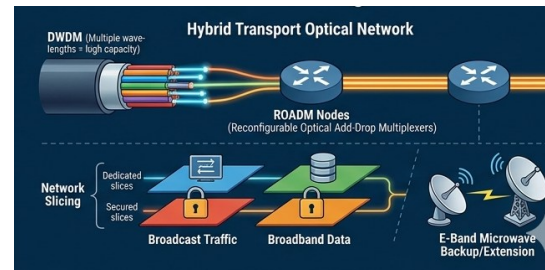 Hybrid Transport Optical Network
DWDM (Multiple wave-
lengths = ligh capacity)
ROADM Nodes
(Reconfigurable Optical Add-Drop Multiplexers)
Network
Slicing
Dedicated
slices
Secured
slices
Broadcast Traffic
Broadband Data
E-Band Microwave
Backup/Extension